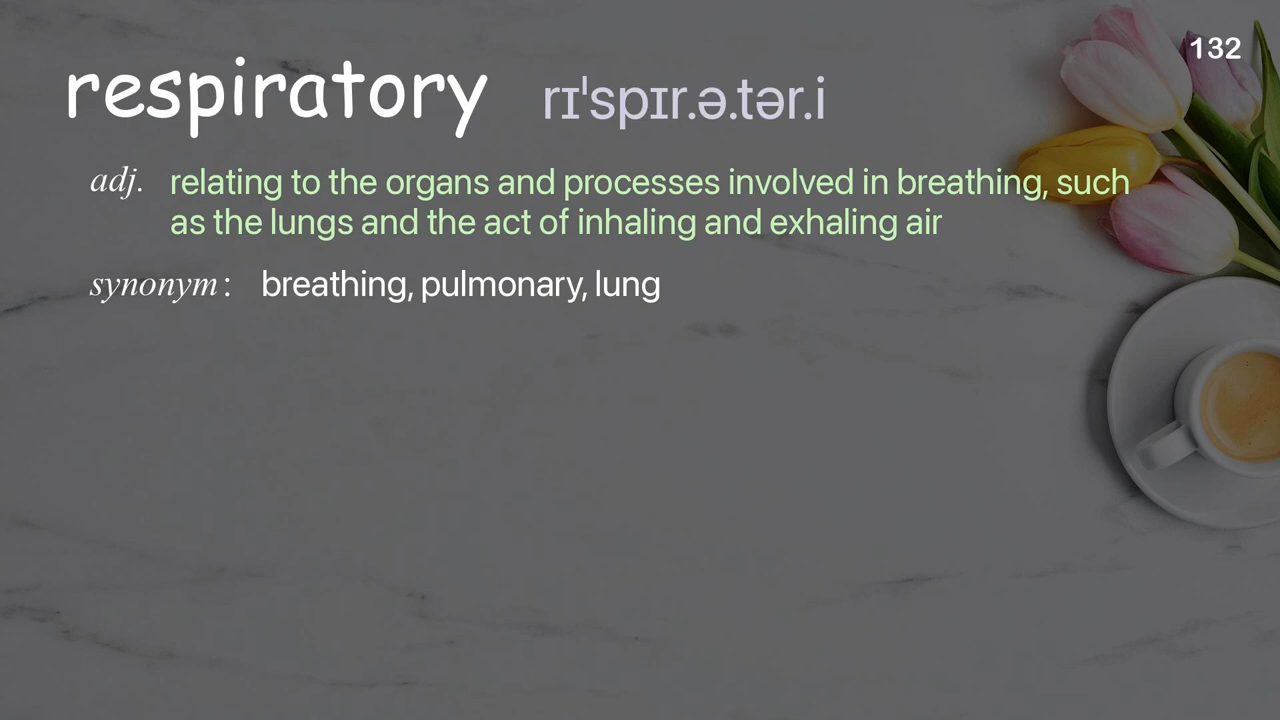 132
respiratory rɪˈspɪr.ə.tər.i
adj. relating to the organs and processes involved in breathing, such
as the lungs and the act of inhaling and exhaling air
synonym : breathing, pulmonary, lung